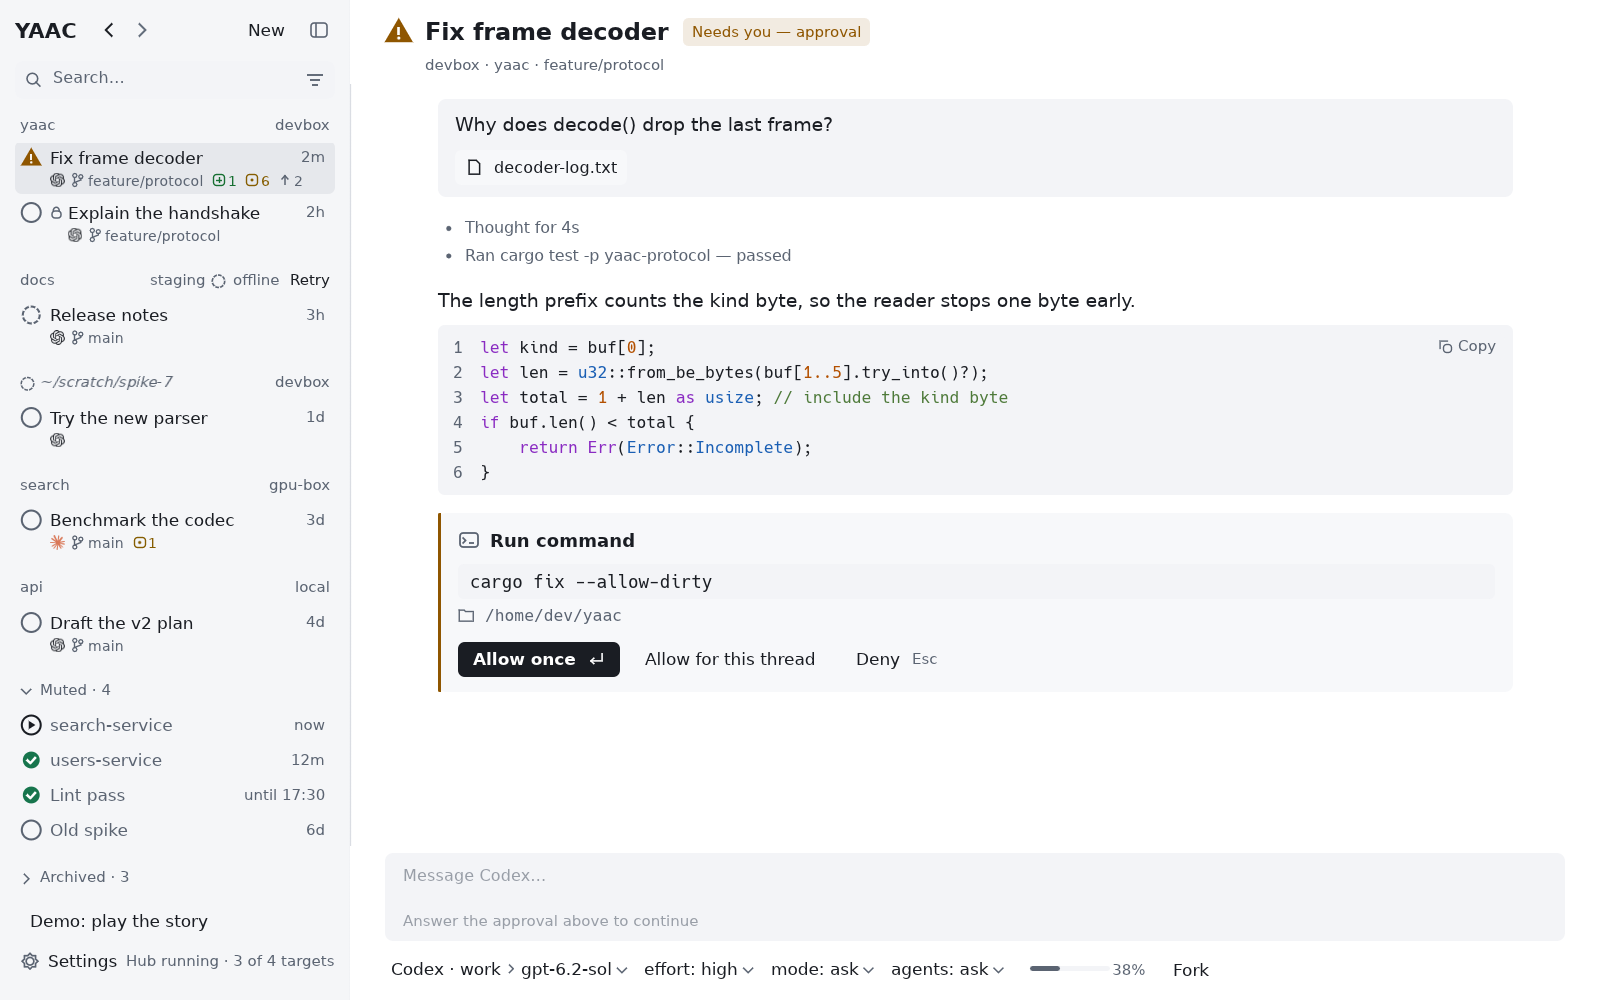 YAAC
New
Search…
yaac devbox
Fix frame decoder 2m
feature/protocol 1 6 2
Explain the handshake 2h
feature/protocol
docs staging offline Retry
Release notes 3h
main
~/scratch/spike-7 devbox
Try the new parser 1d
search gpu-box
Benchmark the codec 3d
main 1
api local
Draft the v2 plan 4d
main
Muted · 4
search-service now
users-service 12m
Lint pass until 17:30
Old spike 6d
Archived · 3
Demo: play the story
Settings Hub running · 3 of 4 targets
Fix frame decoder Needs you — approval
devbox · yaac · feature/protocol
Why does decode() drop the last frame?
decoder-log.txt
• Thought for 4s
• Ran cargo test -p yaac-protocol — passed
The length prefix counts the kind byte, so the reader stops one byte early.
Copy
1 let kind = buf[0];
2 let len = u32::from_be_bytes(buf[1..5].try_into()?);
3 let total = 1 + len as usize; // include the kind byte
4 if buf.len() < total {
5     return Err(Error::Incomplete);
6 }
Run command
cargo fix --allow-dirty
/home/dev/yaac
Allow once Allow for this thread Deny Esc
Message Codex…
Answer the approval above to continue
Codex · work gpt-6.2-sol effort: high mode: ask agents: ask 38% Fork